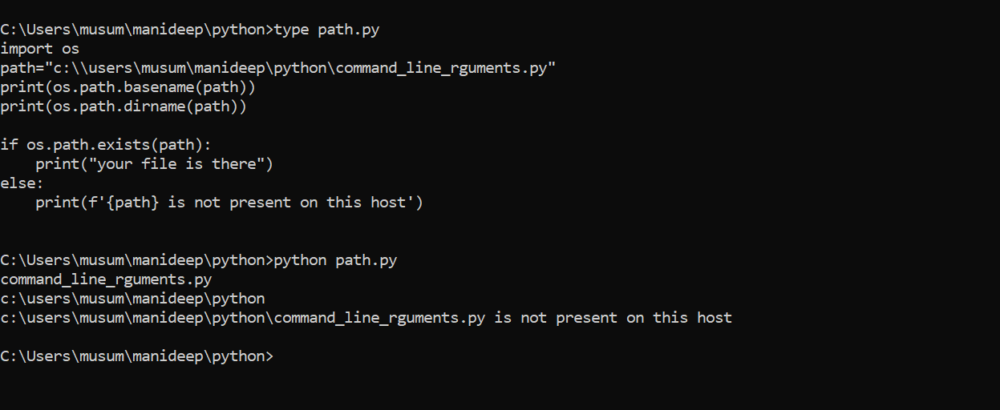 C:\Users\musum\manideep\python>type path.py
import os
path="c:\\users\musum\manideep\python\command_line_rguments.py"
print(os.path.basename(path))
print(os.path.dirname(path))
if os.path.exists(path):
    print("your file is there")
else:
    print(f'{path} is not present on this host')
C:\Users\musum\manideep\python>python path.py
command_line_rguments.py
c:\users\musum\manideep\python
c:\users\musum\manideep\python\command_line_rguments.py is not present on this host
C:\Users\musum\manideep\python>